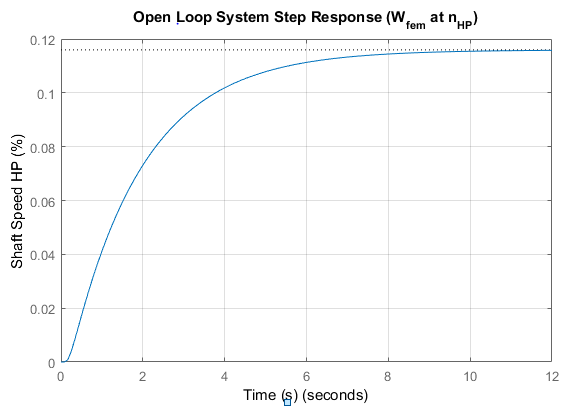 Open Loop System Step Response (W_fem at n_HP)
0.12
0.1
0.08
0.06
0.04
0.02
0
Shaft Speed HP (%)
0 2 4 6 8 10 12
Time (s) (seconds)